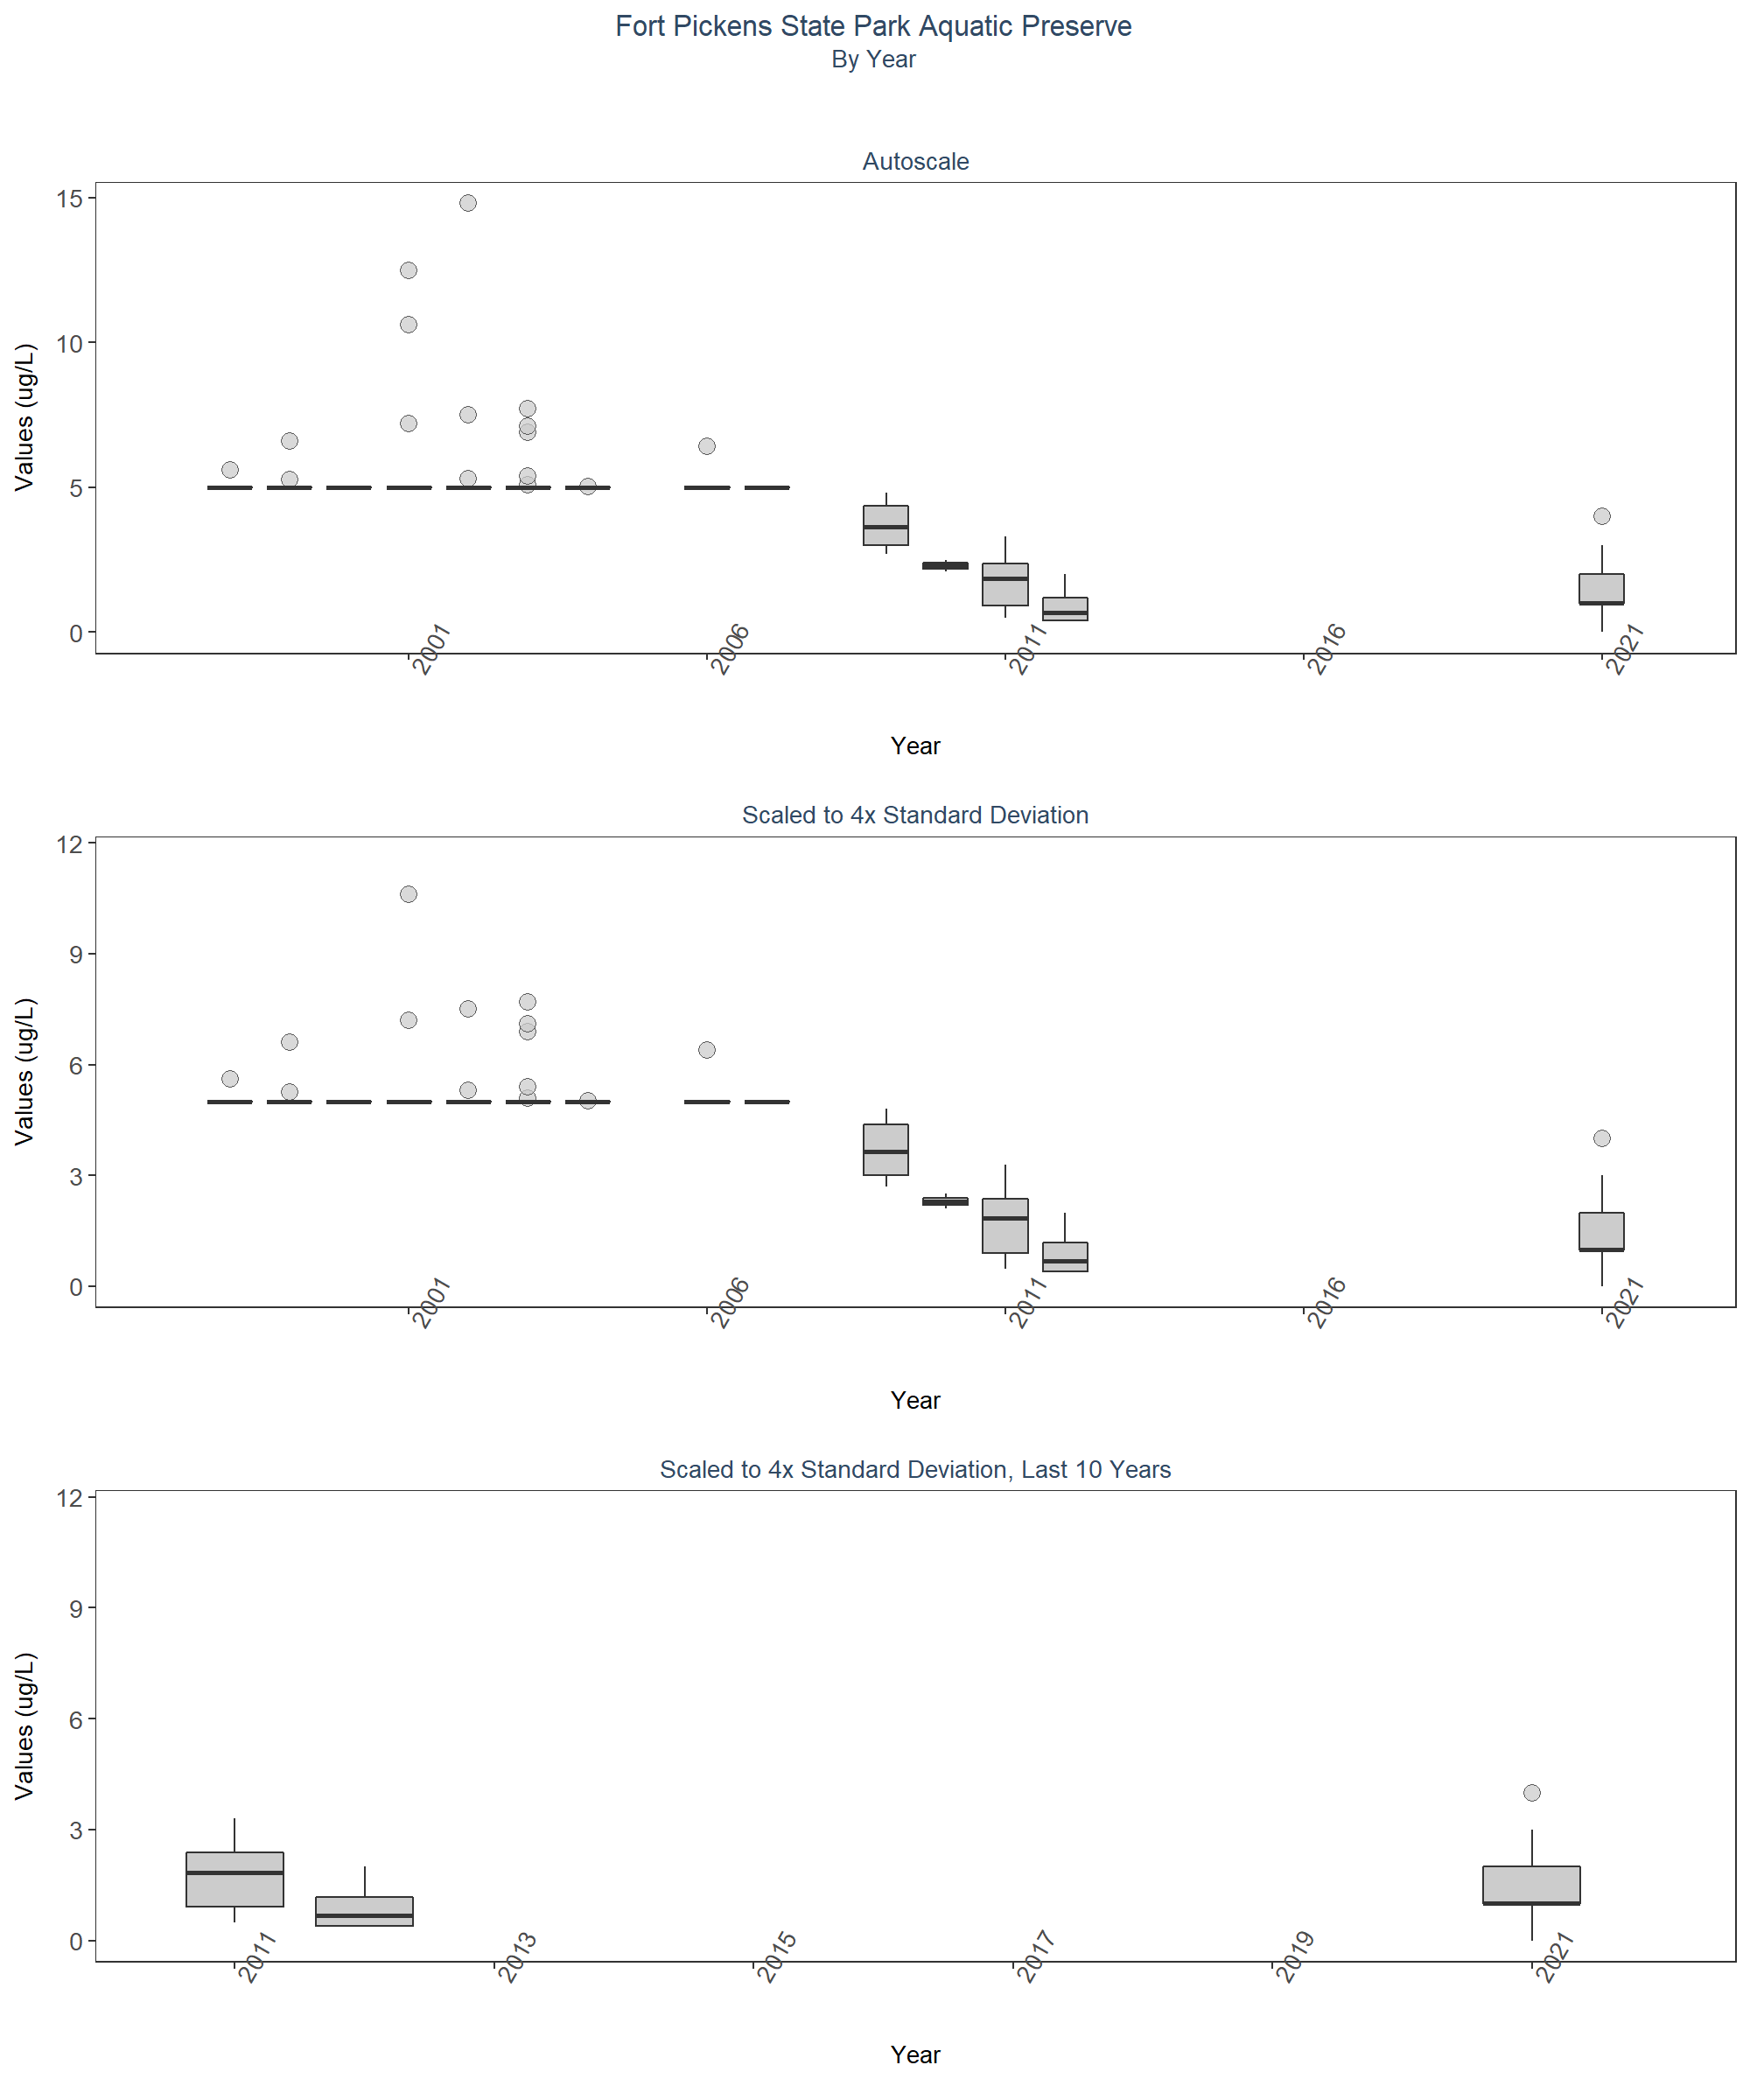 Fort Pickens State Park Aquatic Preserve
By Year
Autoscale
15
10
5
0
Values (ug/L)
2001
2006
2011
2016
2021
Year
Scaled to 4x Standard Deviation
12
9
6
3
0
Values (ug/L)
2001
2006
2011
2016
2021
Year
Scaled to 4x Standard Deviation, Last 10 Years
12
9
6
3
0
Values (ug/L)
2011
2013
2015
2017
2019
2021
Year